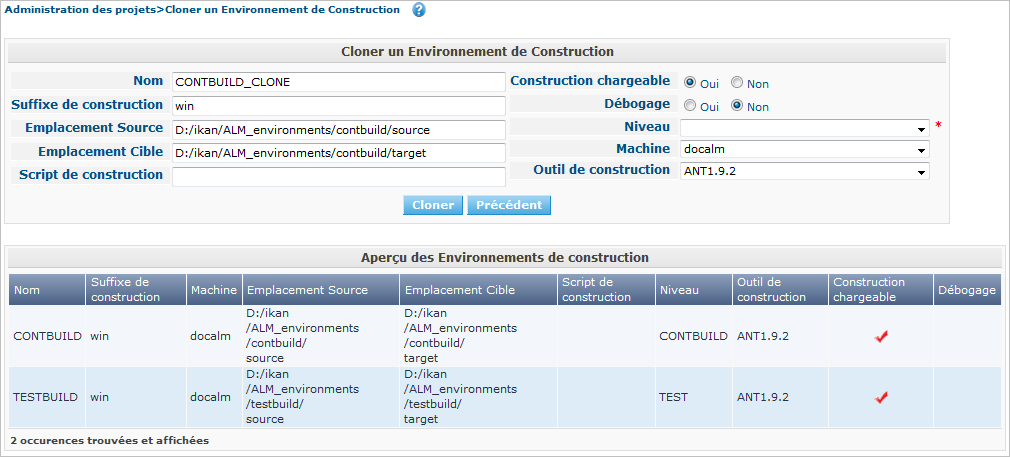 Administration des projets>Cloner un Environnement de Construction ?
Cloner un Environnement de Construction
Nom CONTBUILD_CLONE Construction chargeable Oui Non
Suffixe de construction win Débogage Oui Non
Emplacement Source D:/ikan/ALM_environments/contbuild/source Niveau *
Emplacement Cible D:/ikan/ALM_environments/contbuild/target Machine docalm
Script de construction Outil de construction ANT1.9.2
Cloner Précédent
Aperçu des Environnements de construction
Nom Suffixe de construction Machine Emplacement Source Emplacement Cible Script de construction Niveau Outil de construction Construction chargeable Débogage
CONTBUILD win docalm D:/ikan/ALM_environments/contbuild/source D:/ikan/ALM_environments/contbuild/target CONTBUILD ANT1.9.2
TESTBUILD win docalm D:/ikan/ALM_environments/testbuild/source D:/ikan/ALM_environments/testbuild/target TEST ANT1.9.2
2 occurences trouvées et affichées